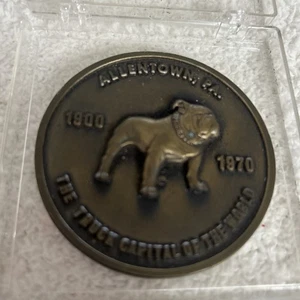 ALLENTOWN, PA.
1900
1970
THE TRUCK CAPITAL OF THE WORLD